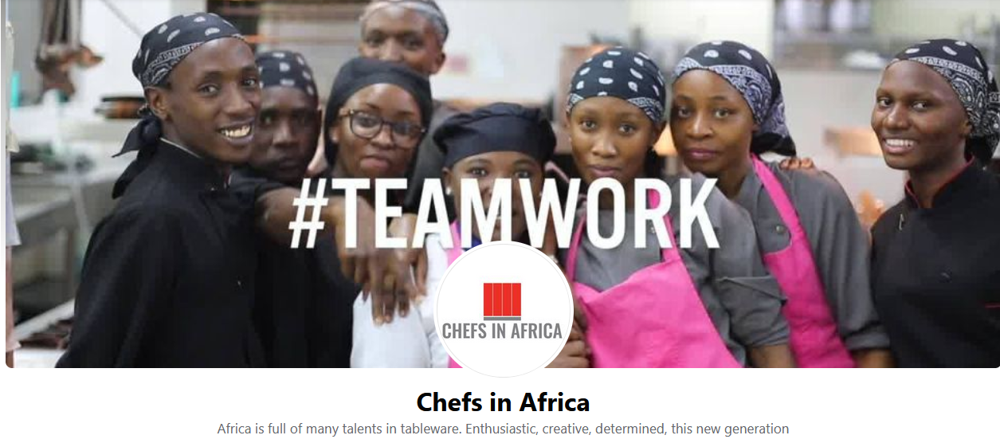 #TEAMWORK
CHEFS IN AFRICA
Chefs in Africa
Africa is full of many talents in tableware. Enthusiastic, creative, determined, this new generation